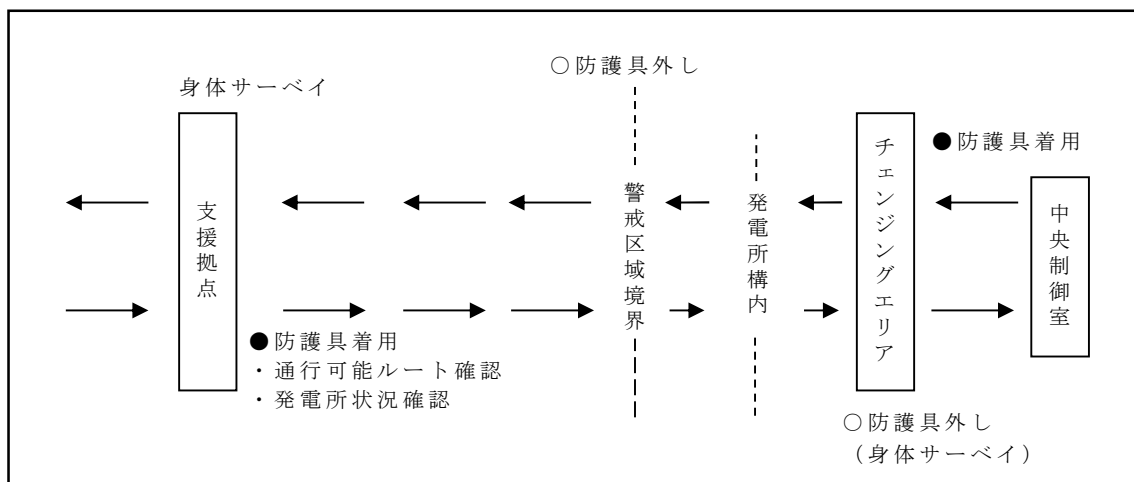 ○防護具外し
身体サーベイ
●防護具着用
支援拠点
警戒区域境界
発電所構内
チェンジングエリア
中央制御室
●防護具着用
・通行可能ルート確認
・発電所状況確認
○防護具外し
（身体サーベイ）